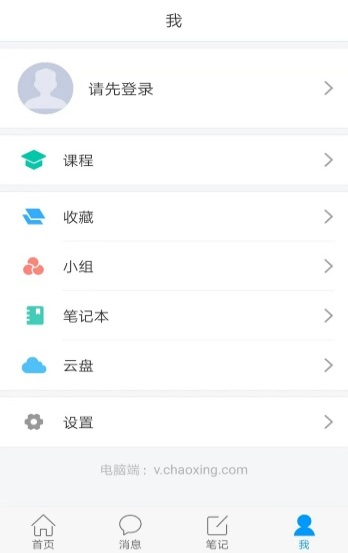 我
请先登录
课程
收藏
小组
笔记本
云盘
设置
电脑端：v.chaoxing.com
首页 消息 笔记 我